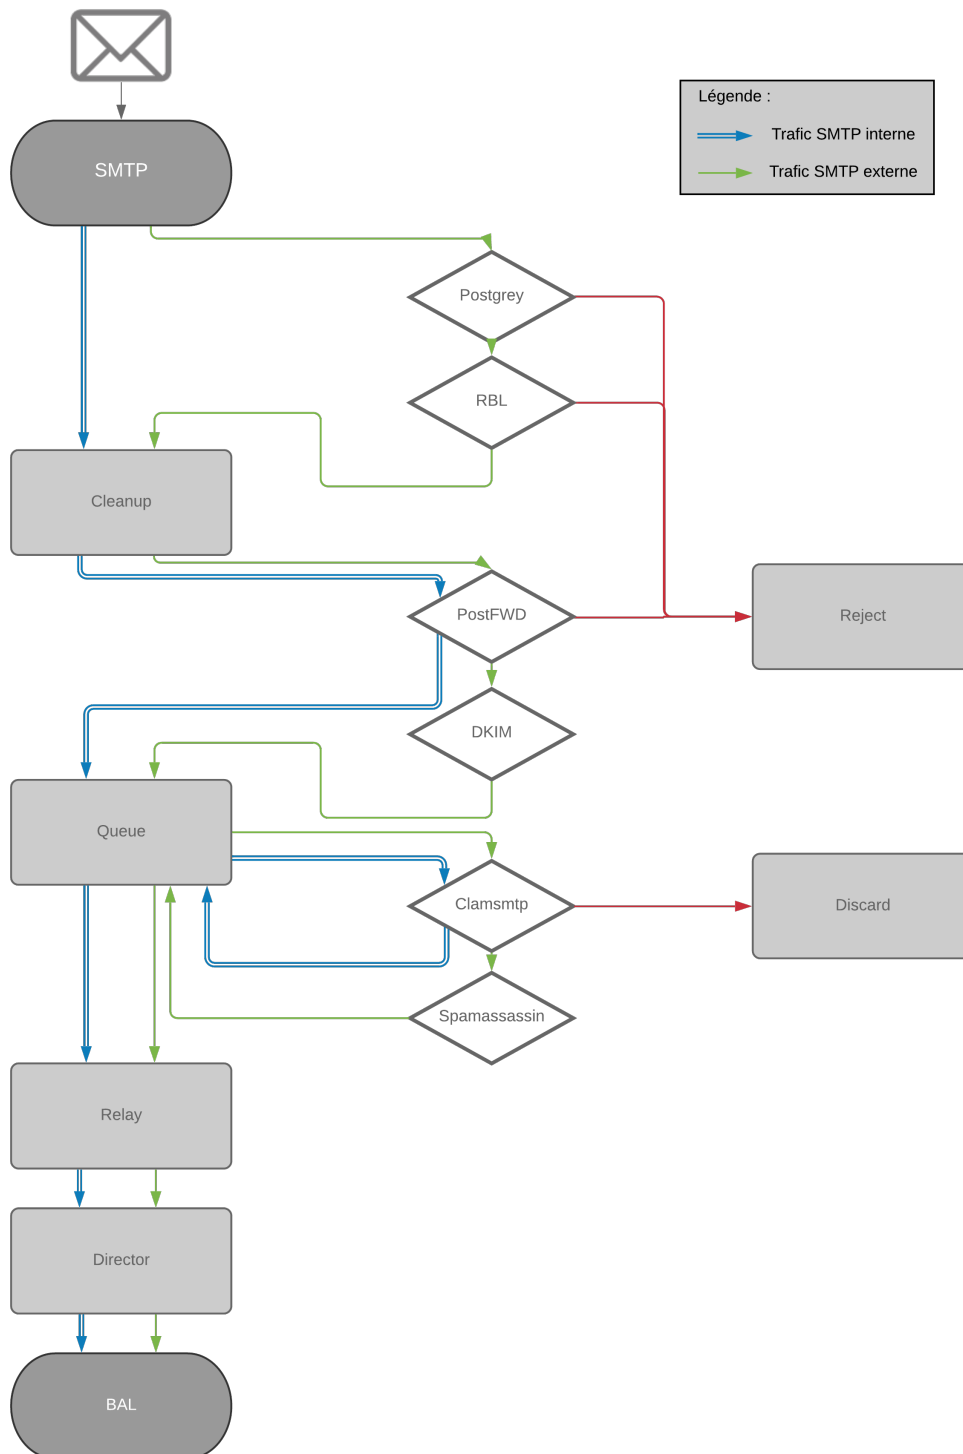 Légende :
Trafic SMTP interne
Trafic SMTP externe
SMTP
Postgrey
RBL
Cleanup
PostFWD
Reject
DKIM
Queue
Clamsmtp
Discard
Spamassassin
Relay
Director
BAL